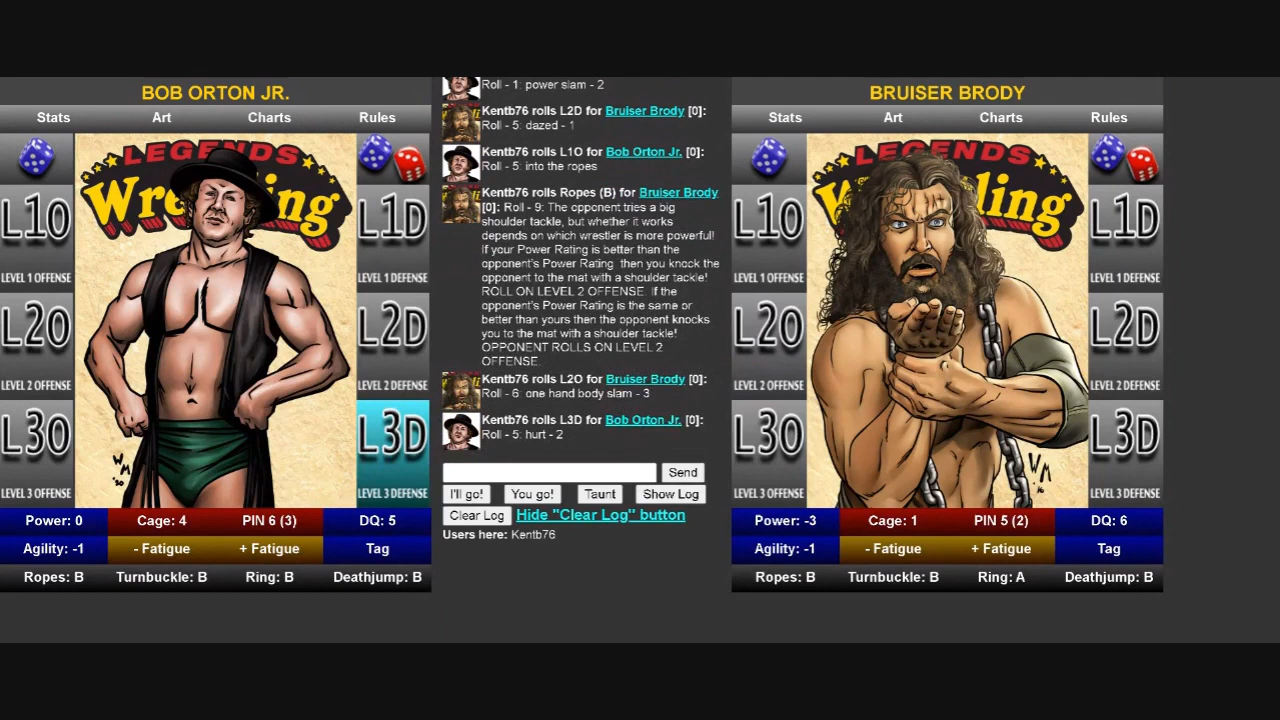 BOB ORTON JR.
Stats Art Charts Rules
LEGENDS
Wrestling
L1O
LEVEL 1 OFFENSE
L2O
LEVEL 2 OFFENSE
L3O
LEVEL 3 OFFENSE
L1D
LEVEL 1 DEFENSE
L2D
LEVEL 2 DEFENSE
L3D
LEVEL 3 DEFENSE
WM
Power: 0 Cage: 4 PIN 6 (3) DQ: 5
Agility: -1 - Fatigue + Fatigue Tag
Ropes: B Turnbuckle: B Ring: B Deathjump: B
Roll - 1: power slam - 2
Kentb76 rolls L2D for Bruiser Brody [0]:
Roll - 5: dazed - 1
Kentb76 rolls L1O for Bob Orton Jr. [0]:
Roll - 5: into the ropes
Kentb76 rolls Ropes (B) for Bruiser Brody
[0]: Roll - 9: The opponent tries a big
shoulder tackle, but whether it works
depends on which wrestler is more powerful!
If your Power Rating is better than the
opponent's Power Rating then you knock the
opponent to the mat with a shoulder tackle!
ROLL ON LEVEL 2 OFFENSE. If the
opponent's Power Rating is the same or
better than yours then the opponent knocks
you to the mat with a shoulder tackle!
OPPONENT ROLLS ON LEVEL 2
OFFENSE.
Kentb76 rolls L2O for Bruiser Brody [0]:
Roll - 6: one hand body slam - 3
Kentb76 rolls L3D for Bob Orton Jr. [0]:
Roll - 5: hurt - 2
Send
I'll go! You go! Taunt Show Log
Clear Log Hide "Clear Log" button
Users here: Kentb76
BRUISER BRODY
Stats Art Charts Rules
LEGENDS
Wrestling
L1O
LEVEL 1 OFFENSE
L2O
LEVEL 2 OFFENSE
L3O
LEVEL 3 OFFENSE
L1D
LEVEL 1 DEFENSE
L2D
LEVEL 2 DEFENSE
L3D
LEVEL 3 DEFENSE
WM
Power: -3 Cage: 1 PIN 5 (2) DQ: 6
Agility: -1 - Fatigue + Fatigue Tag
Ropes: B Turnbuckle: B Ring: A Deathjump: B